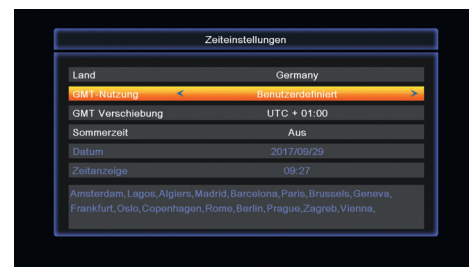 Zeiteinstellungen
Land Germany
GMT-Nutzung < Benutzerdefiniert >
GMT Verschiebung UTC + 01:00
Sommerzeit Aus
Datum 2017/09/29
Zeitanzeige 09:27
Amsterdam,Lagos,Algiers,Madrid,Barcelona,Paris,Brussels,Geneva,
Frankfurt,Oslo,Copenhagen,Rome,Berlin,Prague,Zagreb,Vienna,